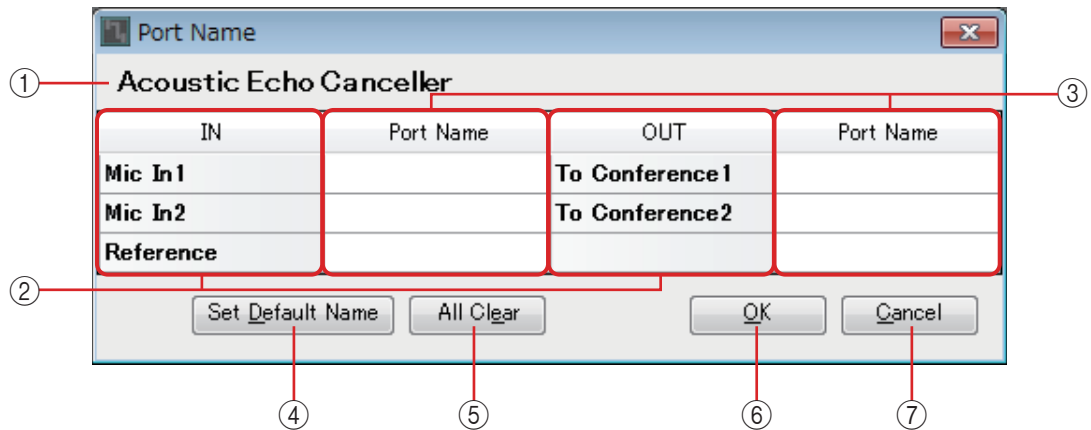 Port Name
① Acoustic Echo Canceller ③
IN Port Name OUT Port Name
Mic In1 To Conference1
Mic In2 To Conference2
Reference
②
Set Default Name All Clear OK Cancel
④ ⑤ ⑥ ⑦